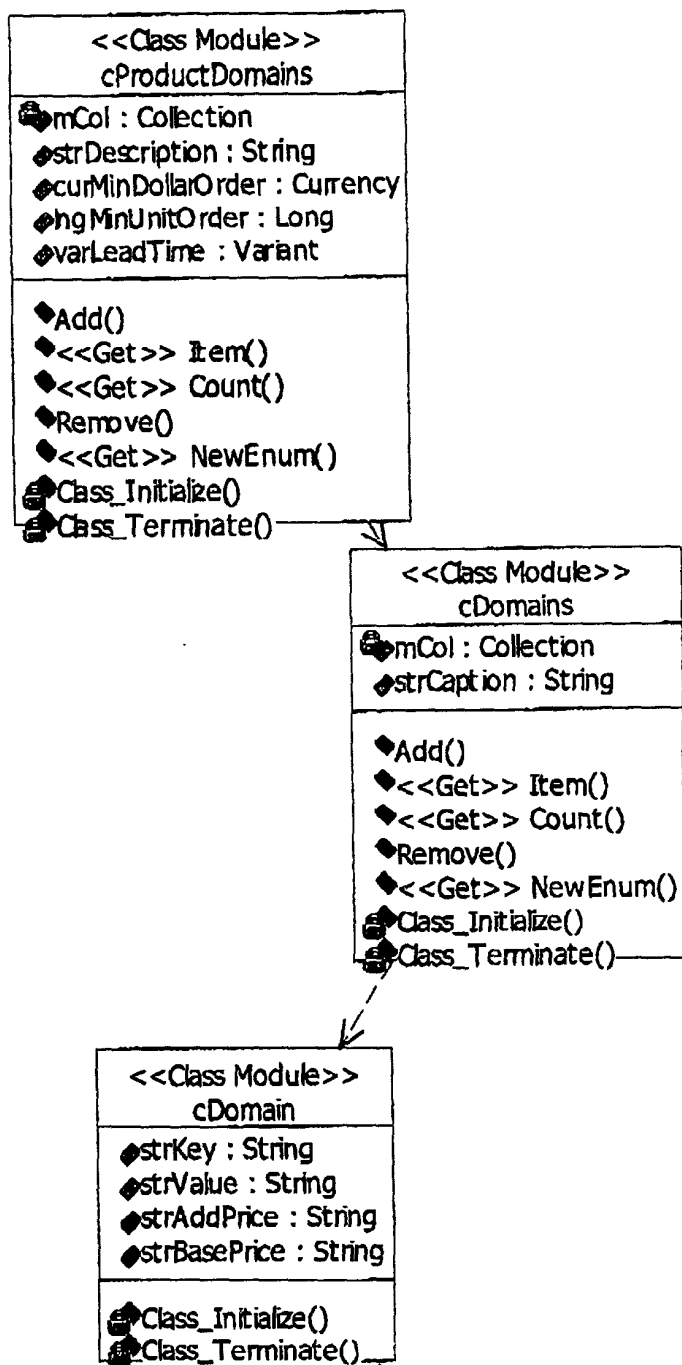 <<Class Module>>
cProductDomains
mCol : Collection
strDescription : String
curMinDollarOrder : Currency
lngMinUnitOrder : Long
varLeadTime : Variant
Add()
<<Get>> Item()
<<Get>> Count()
Remove()
<<Get>> NewEnum()
Class_Initialize()
Class_Terminate()
<<Class Module>>
cDomains
mCol : Collection
strCaption : String
Add()
<<Get>> Item()
<<Get>> Count()
Remove()
<<Get>> NewEnum()
Class_Initialize()
Class_Terminate()
<<Class Module>>
cDomain
strKey : String
strValue : String
strAddPrice : String
strBasePrice : String
Class_Initialize()
Class_Terminate()